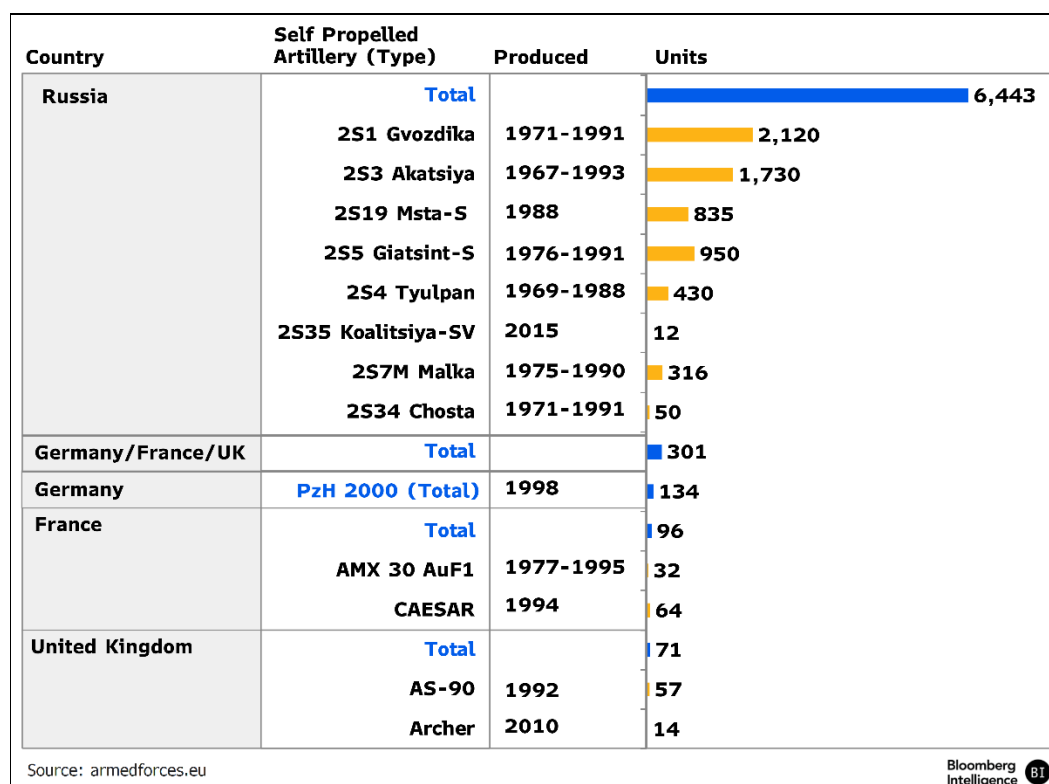 Country Self Propelled Artillery (Type) Produced Units
Russia Total 6,443
2S1 Gvozdika 1971-1991 2,120
2S3 Akatsiya 1967-1993 1,730
2S19 Msta-S 1988 835
2S5 Giatsint-S 1976-1991 950
2S4 Tyulpan 1969-1988 430
2S35 Koalitsiya-SV 2015 12
2S7M Malka 1975-1990 316
2S34 Chosta 1971-1991 50
Germany/France/UK Total 301
Germany PzH 2000 (Total) 1998 134
France Total 96
AMX 30 AuF1 1977-1995 32
CAESAR 1994 64
United Kingdom Total 71
AS-90 1992 57
Archer 2010 14
Source: armedforces.eu
Bloomberg
Intelligence BI